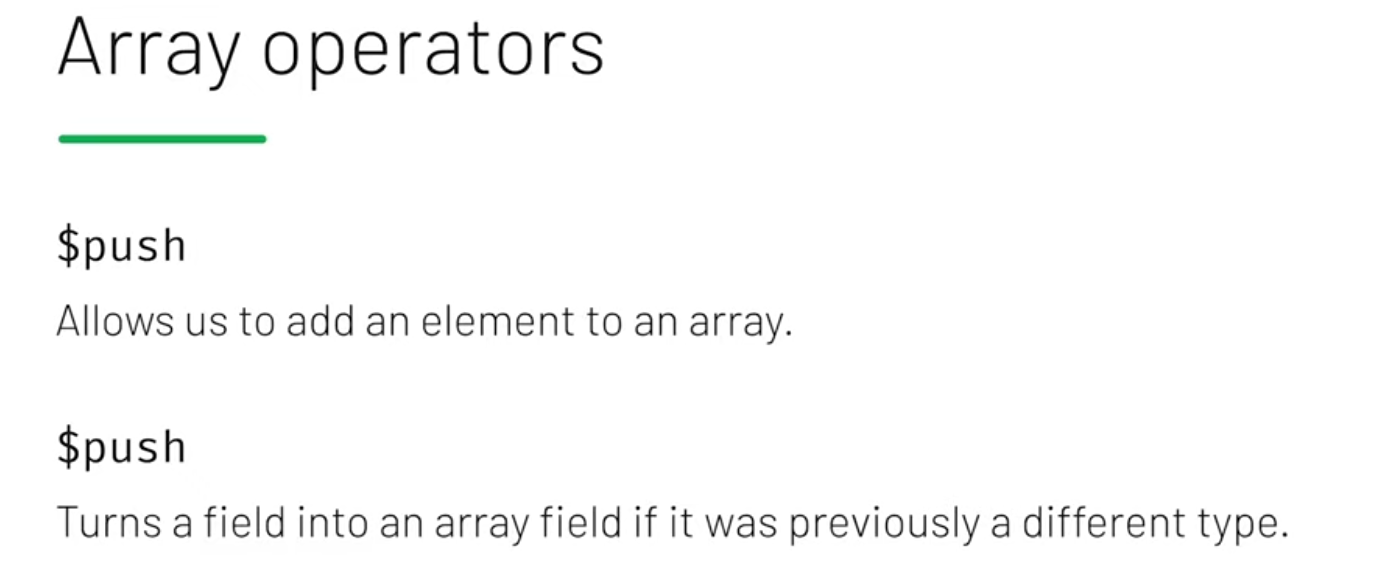 Array operators
$push
Allows us to add an element to an array.
$push
Turns a field into an array field if it was previously a different type.